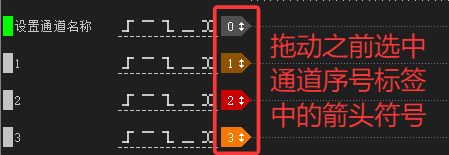 设置通道名称 0
1 1
2 2
3 3
拖动之前选中
通道序号标签
中的箭头符号